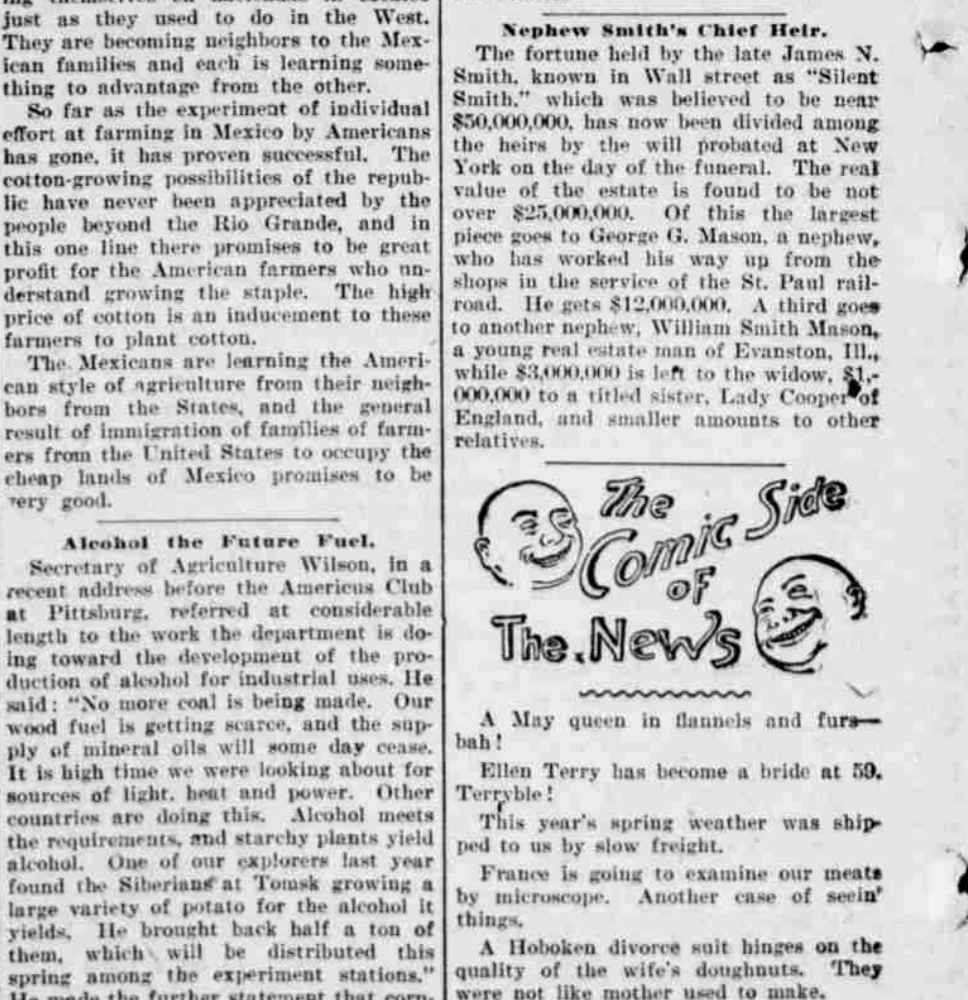 just as they used to do in the West.
They are becoming neighbors to the Mex-
ican families and each is learning some-
thing to advantage from the other.
So far as the experiment of individual
effort at farming in Mexico by Americans
has gone, it has proven successful. The
cotton-growing possibilities of the repub-
lic have never been appreciated by the
people beyond the Rio Grande, and in
this one line there promises to be great
profit for the American farmers who un-
derstand growing the staple. The high
price of cotton is an inducement to these
farmers to plant cotton.
The Mexicans are learning the Ameri-
can style of agriculture from their neigh-
bors from the States, and the general
result of immigration of families of farm-
ers from the United States to occupy the
cheap lands of Mexico promises to be
very good.
Alcohol the Future Fuel.
Secretary of Agriculture Wilson, in a
recent address before the Americus Club
at Pittsburg, referred at considerable
length to the work the department is do-
ing toward the development of the pro-
duction of alcohol for industrial uses. He
said: "No more coal is being made. Our
wood fuel is getting scarce, and the sup-
ply of mineral oils will some day cease.
It is high time we were looking about for
sources of light, heat and power. Other
countries are doing this. Alcohol meets
the requirements, and starchy plants yield
alcohol. One of our explorers last year
found the Siberians at Tomsk growing a
large variety of potato for the alcohol it
yields. He brought back half a ton of
them, which will be distributed this
spring among the experiment stations."
He made the further statement that corn-
Nephew Smith's Chief Heir.
The fortune held by the late James N.
Smith, known in Wall street as "Silent
Smith," which was believed to be near
$50,000,000, has now been divided among
the heirs by the will probated at New
York on the day of the funeral. The real
value of the estate is found to be not
over $25,000,000. Of this the largest
piece goes to George G. Mason, a nephew,
who has worked his way up from the
shops in the service of the St. Paul rail-
road. He gets $12,000,000. A third goes
to another nephew, William Smith Mason,
a young real estate man of Evanston, Ill.,
while $3,000,000 is left to the widow, $1,-
000,000 to a titled sister, Lady Cooper of
England, and smaller amounts to other
relatives.
The
Comic Side
OF
The News
A May queen in flannels and furs—
bah!
Ellen Terry has become a bride at 59.
Terryble!
This year's spring weather was ship-
ped to us by slow freight.
France is going to examine our meats
by microscope. Another case of seein'
things.
A Hoboken divorce suit hinges on the
quality of the wife's doughnuts. They
were not like mother used to make.